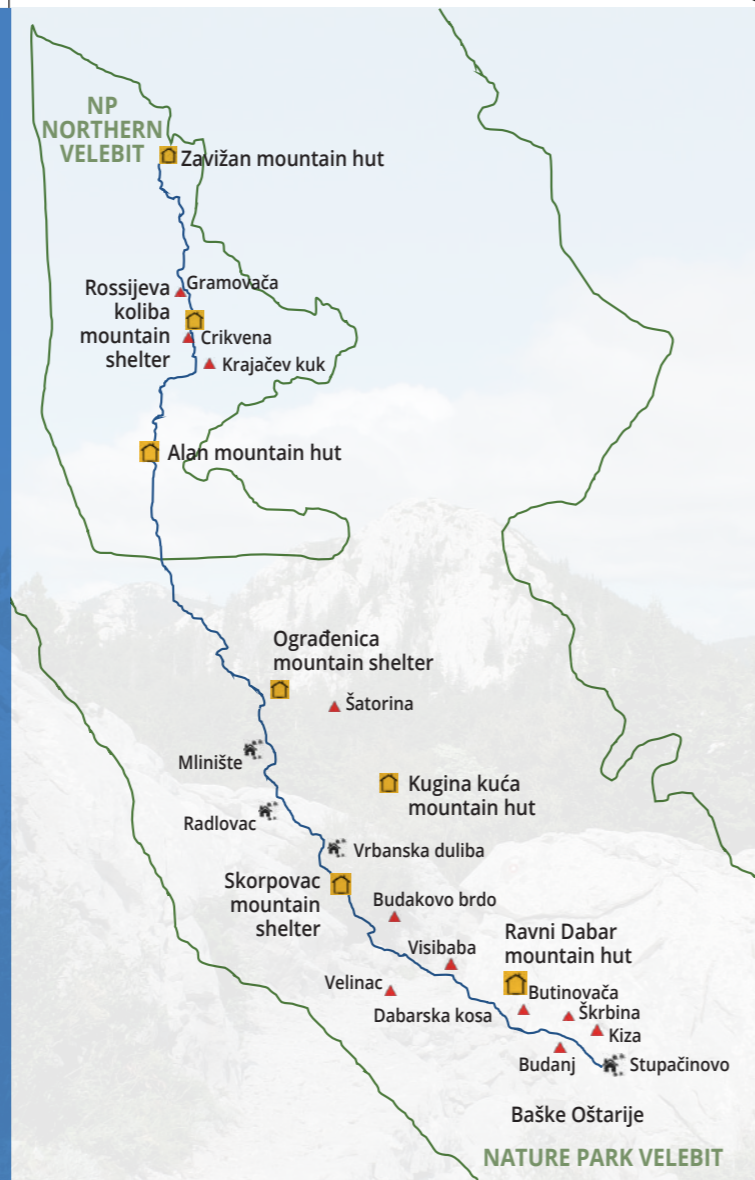 NP
NORTHERN
VELEBIT
Zavižan mountain hut
Gramovača
Rossijeva
koliba
mountain
shelter
Crikvena
Krajačev kuk
Alan mountain hut
Ograđenica
mountain shelter
Šatorina
Mlinište
Kugina kuća
mountain hut
Radlovac
Vrbanska duliba
Skorpovac
mountain
shelter
Budakovo brdo
Ravni Dabar
mountain hut
Visibaba
Velinac
Butinovača
Dabarska kosa
Škrbina
Kiza
Budanj
Stupačinovo
Baške Oštarije
NATURE PARK VELEBIT